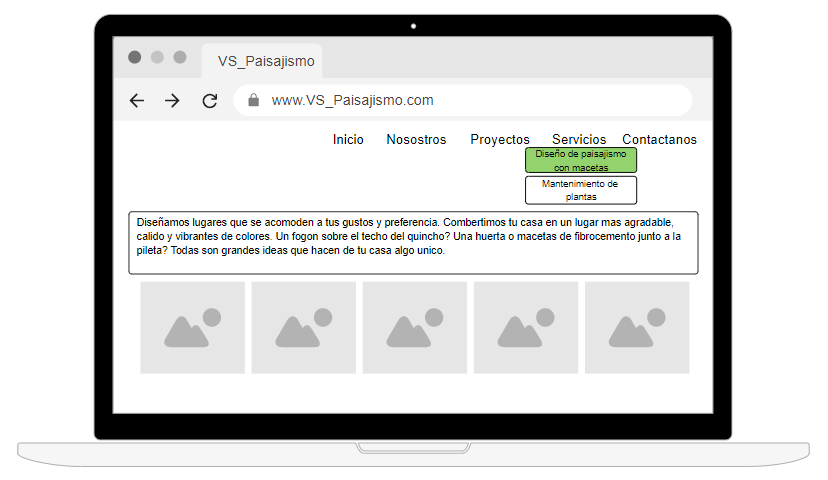 VS_Paisajismo
www.VS_Paisajismo.com
Inicio Nosostros Proyectos Servicios Contactanos
Diseño de paisajismo
con macetas
Mantenimiento de
plantas
Diseñamos lugares que se acomoden a tus gustos y preferencia. Combertimos tu casa en un lugar mas agradable,
calido y vibrantes de colores. Un fogon sobre el techo del quincho? Una huerta o macetas de fibrocemento junto a la
pileta? Todas son grandes ideas que hacen de tu casa algo unico.